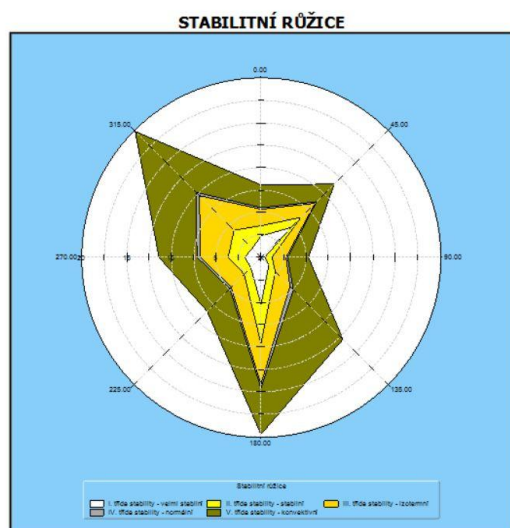 STABILITNÍ RŮŽICE
0.00
315.00
45.00
270.00
90.00
225.00
135.00
180.00
Stabilitní růžice
I. třída stability - velmi stabilní
II. třída stability - stabilní
III. třída stability - izotermní
IV. třída stability - normální
V. třída stability - konvektivní